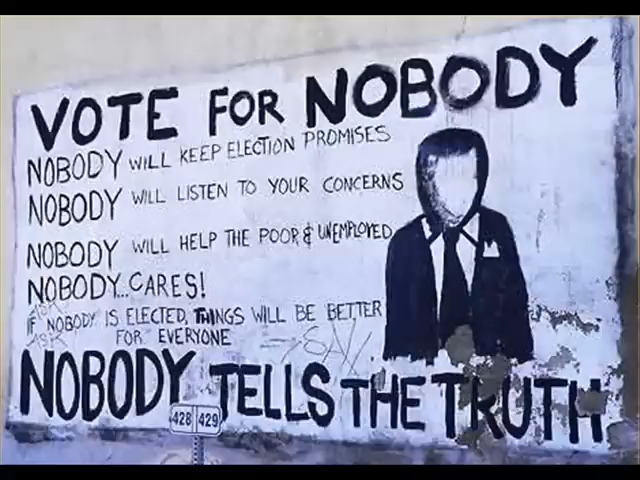 VOTE FOR NOBODY
NOBODY WILL KEEP ELECTION PROMISES
NOBODY WILL LISTEN TO YOUR CONCERNS
NOBODY WILL HELP THE POOR & UNEMPLOYED
NOBODY...CARES!
IF NOBODY IS ELECTED, THINGS WILL BE BETTER
FOR EVERYONE
NOBODY TELLS THE TRUTH
428 429